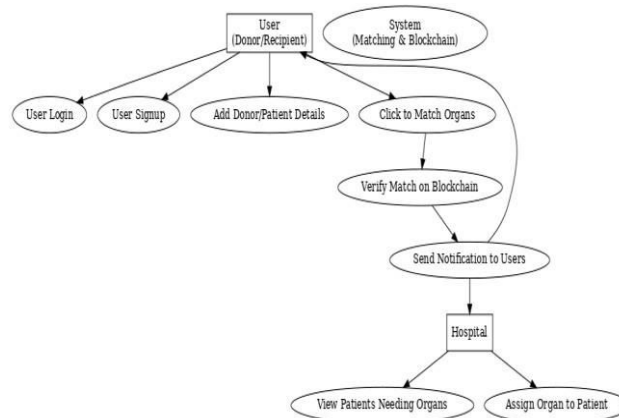 User
(Donor/Recipient)
System
(Matching & Blockchain)
User Login
User Signup
Add Donor/Patient Details
Click to Match Organs
Verify Match on Blockchain
Send Notification to Users
Hospital
View Patients Needing Organs
Assign Organ to Patient